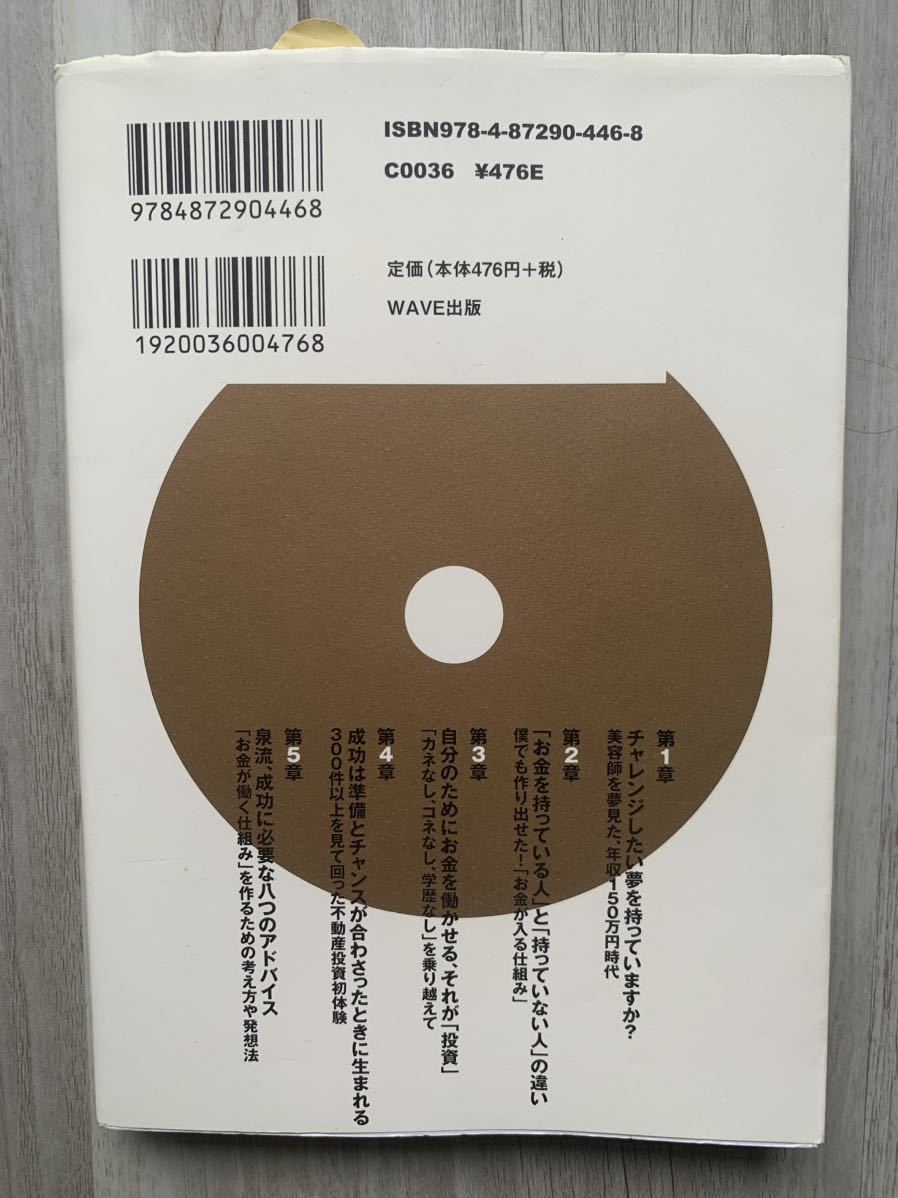 ISBN978-4-87290-446-8
C0036 ¥476E
9784872904468
定価(本体476円+税)
WAVE出版
1920036004768
第1章
チャレンジしたい夢を持っていますか?
美容師を夢見た、年収150万円時代
第2章
「お金を持っている人」と「持っていない人」の違い
僕でも作り出せた!「お金が入る仕組み」
第3章
自分のためにお金を働かせる、それが「投資」
「カネなし、コネなし、学歴なし」を乗り越えて
第4章
成功は準備とチャンスが合わさったときに生まれる
300件以上を見て回った不動産投資初体験
第5章
泉流、成功に必要な八つのアドバイス
「お金が働く仕組み」を作るための考え方や発想法